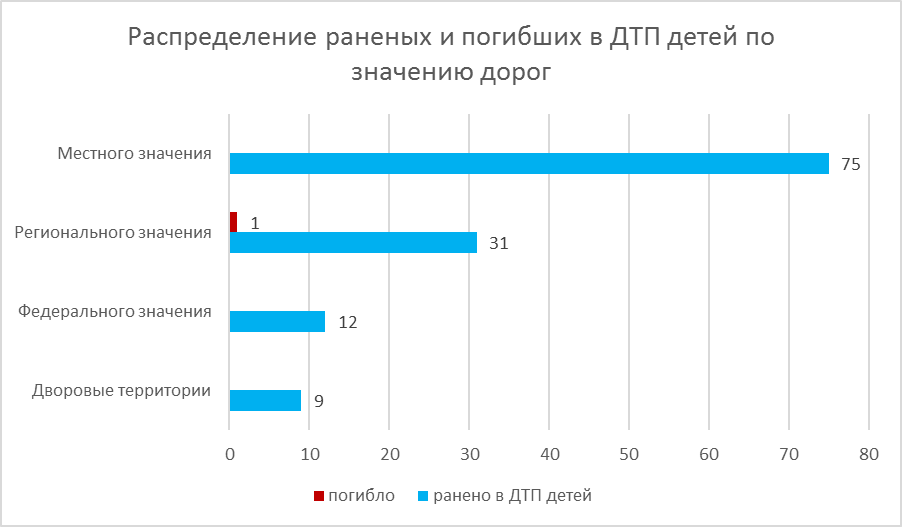 Распределение раненых и погибших в ДТП детей по
значению дорог
Местного значения
75
1
Регионального значения
31
Федерального значения
12
Дворовые территории
9
0 10 20 30 40 50 60 70 80
погибло ранено в ДТП детей